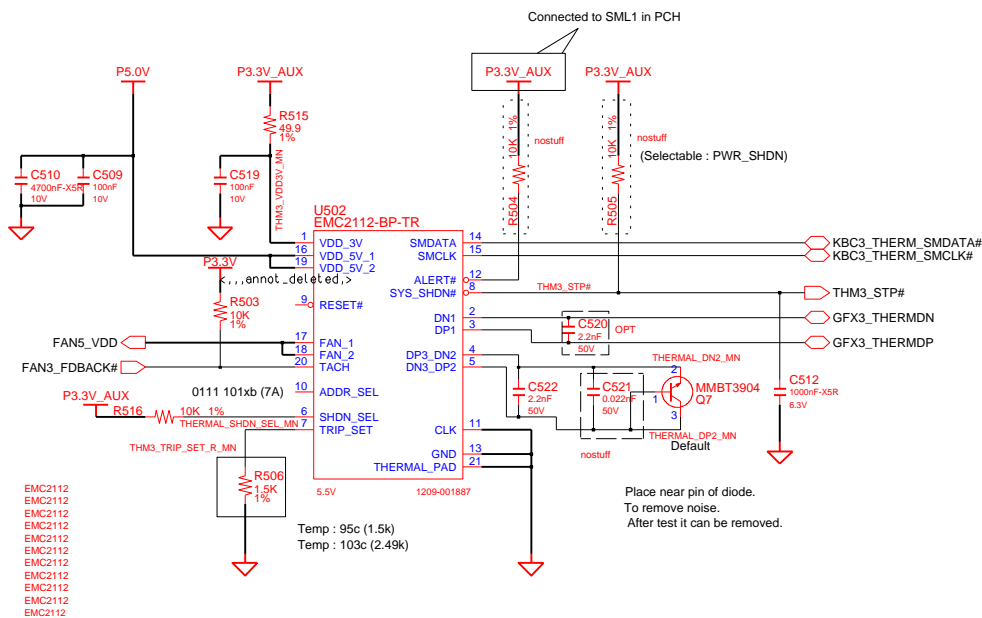 Connected to SML1 in PCH
P5.0V
P3.3V_AUX
P3.3V_AUX
P3.3V_AUX
R515
49.9
1%
10K 1%
nostuff
10K 1%
nostuff
(Selectable : PWR_SHDN)
C510
4700nF-X5R
10V
C509
100nF
10V
C519
100nF
10V
THM3_VDD3V_MN
R504
R505
U502
EMC2112-BP-TR
1 VDD_3V
16 VDD_5V_1
19 VDD_5V_2
9 RESET#
17 FAN_1
18 FAN_2
20 TACH
10 ADDR_SEL
6 SHDN_SEL
7 TRIP_SET
SMDATA 14
SMCLK 15
ALERT# 12
SYS_SHDN# 8
DN1 2
DP1 3
DP3_DN2 4
DN3_DP2 5
CLK 11
GND 13
THERMAL_PAD 21
5.5V
1209-001887
P3.3V
<,,,annot_deleted,>
R503
10K
1%
FAN5_VDD
FAN3_FDBACK#
0111 101xb (7A)
P3.3V_AUX
R516
10K 1%
THERMAL_SHDN_SEL_MN
THM3_TRIP_SET_R_MN
R506
1.5K
1%
Temp : 95c (1.5k)
Temp : 103c (2.49k)
KBC3_THERM_SMDATA#
KBC3_THERM_SMCLK#
THM3_STP#
THM3_STP#
GFX3_THERMDN
GFX3_THERMDP
C520
2.2nF
50V
OPT
C522
2.2nF
50V
C521
0.022nF
50V
nostuff
THERMAL_DN2_MN
2
1
3
MMBT3904
Q7
THERMAL_DP2_MN
Default
C512
1000nF-X5R
6.3V
Place near pin of diode.
To remove noise.
After test it can be removed.
EMC2112
EMC2112
EMC2112
EMC2112
EMC2112
EMC2112
EMC2112
EMC2112
EMC2112
EMC2112
EMC2112